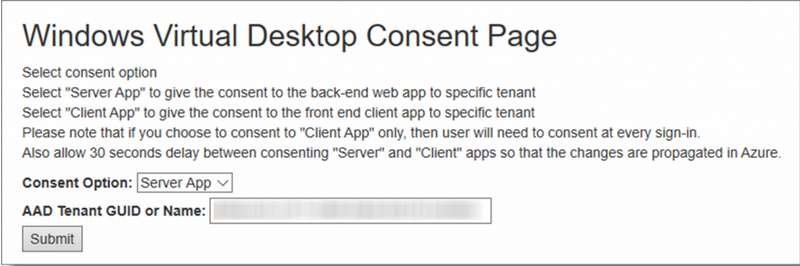 Windows Virtual Desktop Consent Page
Select consent option
Select "Server App" to give the consent to the back-end web app to specific tenant
Select "Client App" to give the consent to the front end client app to specific tenant
Please note that if you choose to consent to "Client App" only, then user will need to consent at every sign-in.
Also allow 30 seconds delay between consenting "Server" and "Client" apps so that the changes are propagated in Azure.
Consent Option: Server App
AAD Tenant GUID or Name:
Submit